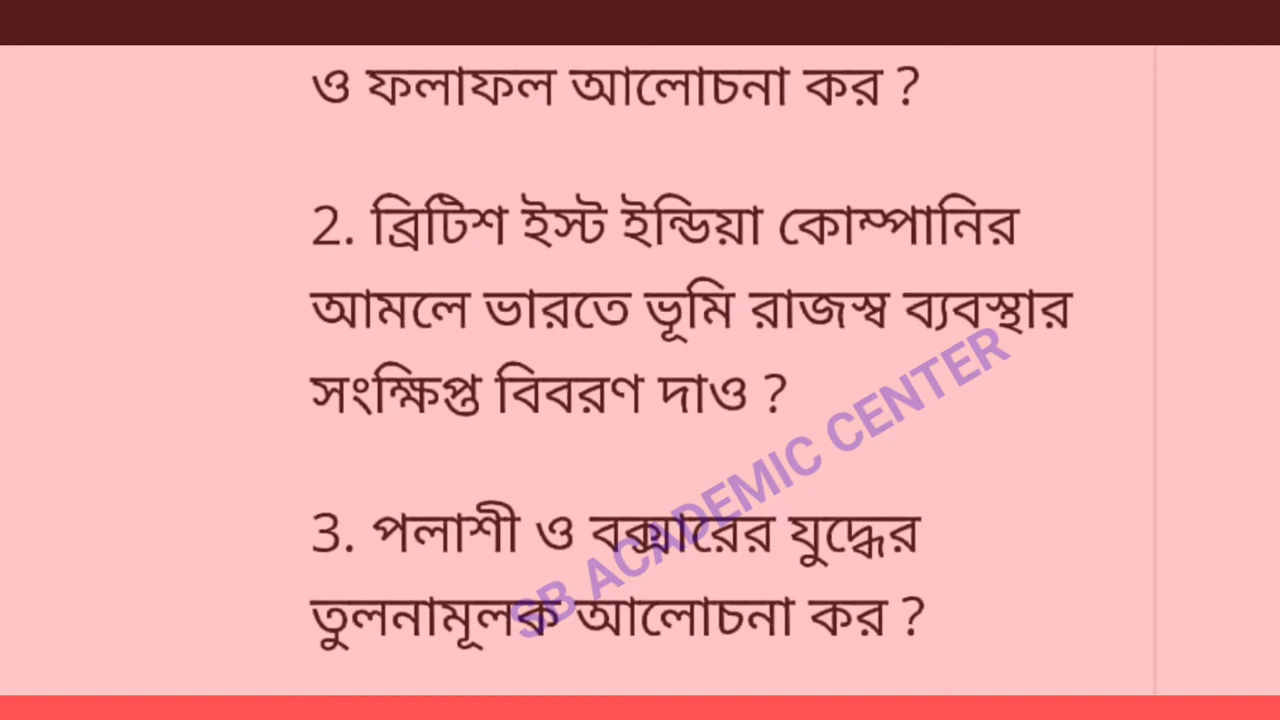 ও ফলাফল আলোচনা কর ?
2. ব্রিটিশ ইস্ট ইন্ডিয়া কোম্পানির
আমলে ভারতে ভূমি রাজস্ব ব্যবস্থার
সংক্ষিপ্ত বিবরণ দাও ?
3. পলাশী ও বক্সারের যুদ্ধের
তুলনামূলক আলোচনা কর ?
SB ACADEMIC CENTER